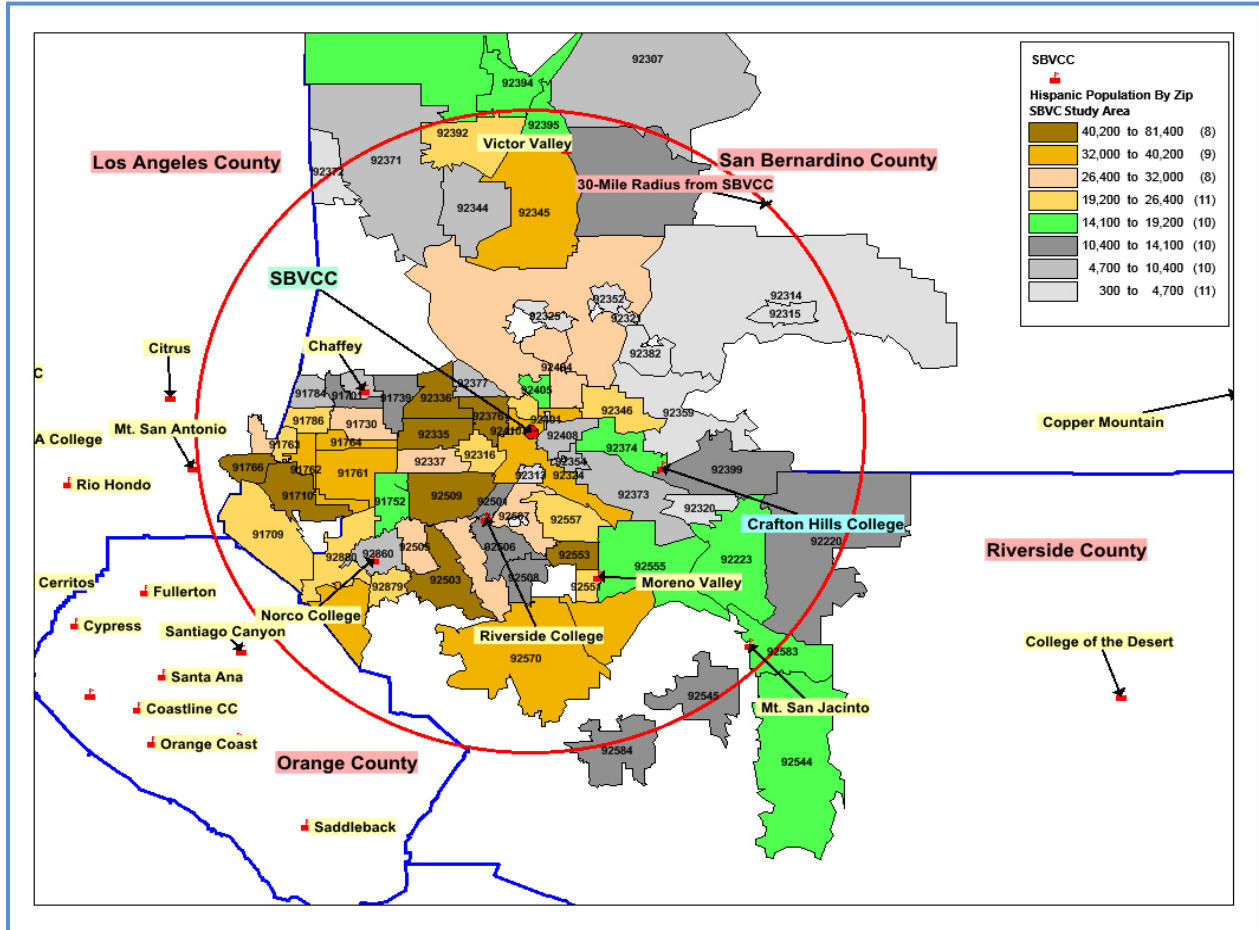 SBVCC
Hispanic Population By Zip
SBVC Study Area
40,200 to 81,400 (8)
32,000 to 40,200 (9)
26,400 to 32,000 (8)
19,200 to 26,400 (11)
14,100 to 19,200 (10)
10,400 to 14,100 (10)
4,700 to 10,400 (10)
300 to 4,700 (11)
92307
92394
92395
92392
Victor Valley
Los Angeles County
San Bernardino County
92371
92372
30-Mile Radius from SBVCC
92344
92345
SBVCC
92352
92314
92325
92321
92315
Citrus
Chaffey
92382
C
92404
92377
92405
91784
91701
91739
92336
92346
92359
Copper Mountain
A College
Mt. San Antonio
91786
91730
92376
92401
92408
92374
91763
91764
92335
92316
92354
92399
91766
91762
91761
92337
92313
92324
Rio Hondo
91710
91752
92509
92501
92373
92320
Crafton Hills College
92507
92557
91709
92506
92220
92880
92860
92505
92553
92555
92223
Riverside County
Cerritos
Fullerton
92879
92503
92508
92551
Moreno Valley
Norco College
Cypress
Santiago Canyon
Riverside College
College of the Desert
92570
92583
Santa Ana
92545
Mt. San Jacinto
Coastline CC
Orange Coast
92584
Orange County
92544
Saddleback